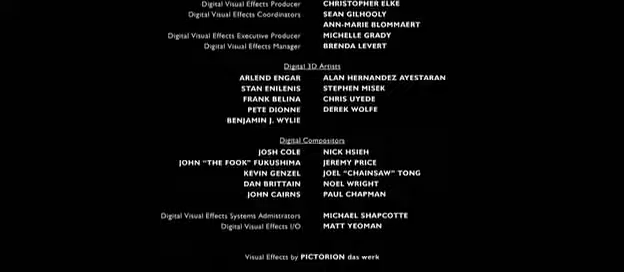 Digital Visual Effects Producer CHRISTOPHER ELKE
Digital Visual Effects Coordinators SEAN GILHOOLY
ANN-MARIE BLOMMAERT
Digital Visual Effects Executive Producer MICHELLE GRADY
Digital Visual Effects Manager BRENDA LEVERT
Digital 3D Artists
ARLEND ENGAR ALAN HERNANDEZ AYESTARAN
STAN ENILENIS STEPHEN MISEK
FRANK BELINA CHRIS UYEDE
PETE DIONNE DEREK WOLFE
BENJAMIN J. WYLIE
Digital Compositors
JOSH COLE NICK HSIEH
JOHN “THE FOOK” FUKUSHIMA JEREMY PRICE
KEVIN GENZEL JOEL “CHAINSAW” TONG
DAN BRITTAIN NOEL WRIGHT
JOHN CAIRNS PAUL CHAPMAN
Digital Visual Effects Systems Admistrators MICHAEL SHAPCOTTE
Digital Visual Effects I/O MATT YEOMAN
Visual Effects by PICTORION das werk